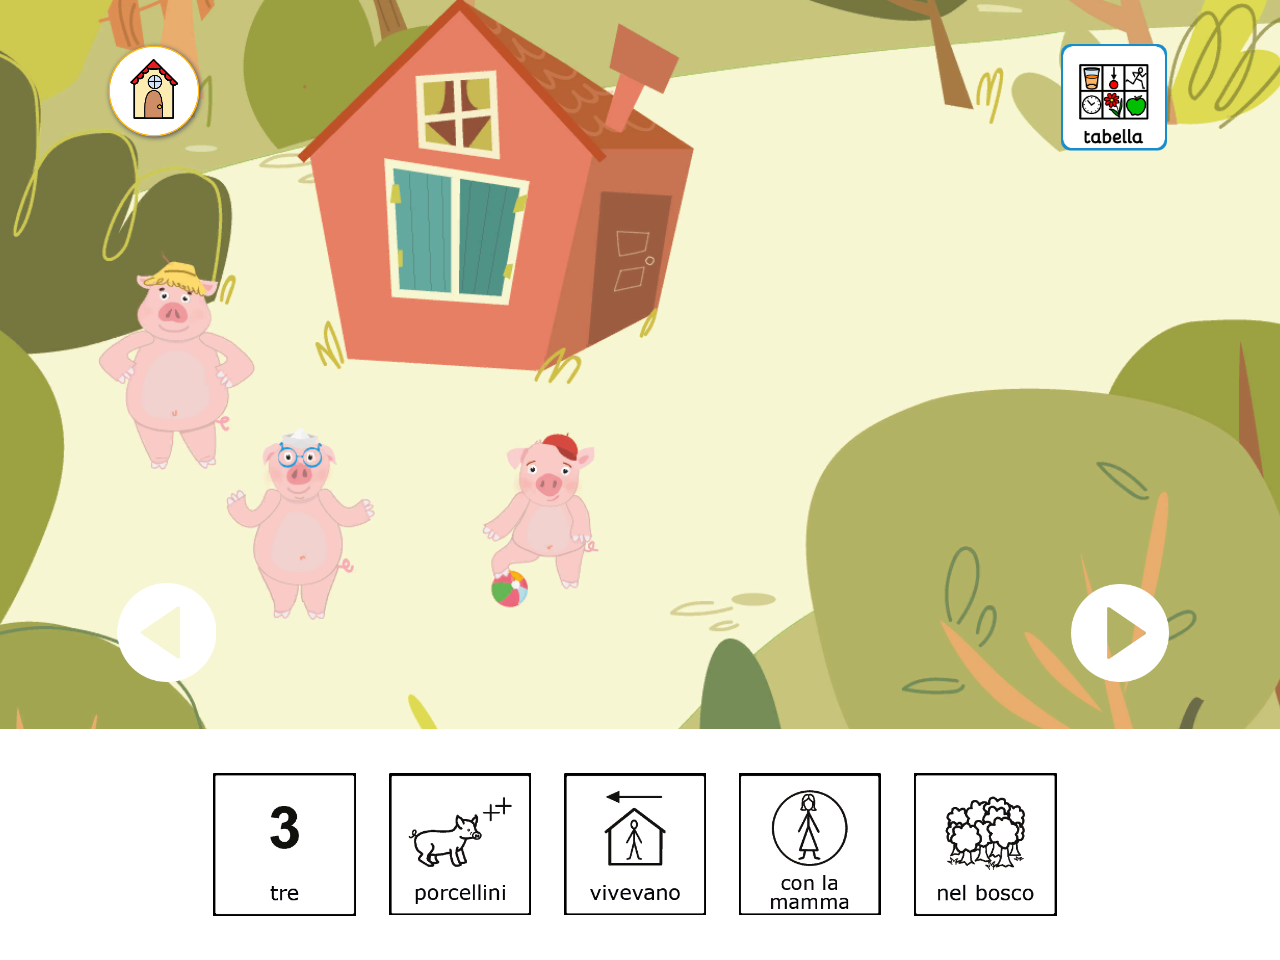 tabella
3
tre
porcellini
vivevano
con la
mamma
nel bosco